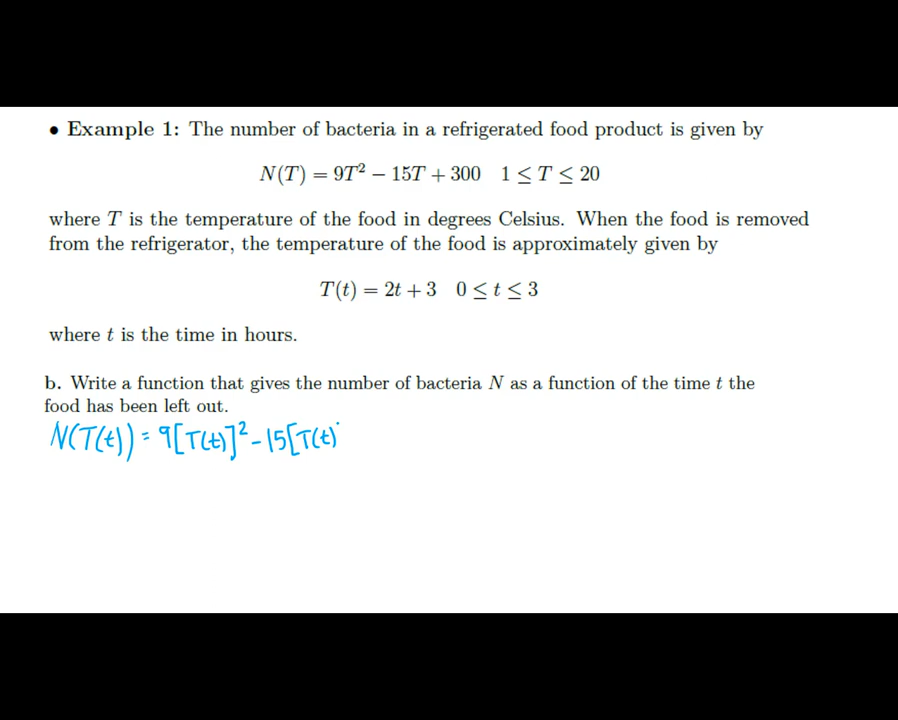 • Example 1: The number of bacteria in a refrigerated food product is given by
N(T) = 9T² − 15T + 300 1 ≤ T ≤ 20
where T is the temperature of the food in degrees Celsius. When the food is removed
from the refrigerator, the temperature of the food is approximately given by
T(t) = 2t + 3 0 ≤ t ≤ 3
where t is the time in hours.
b. Write a function that gives the number of bacteria N as a function of the time t the
food has been left out.
N(T(t)) = 9[T(t)]² − 15[T(t)